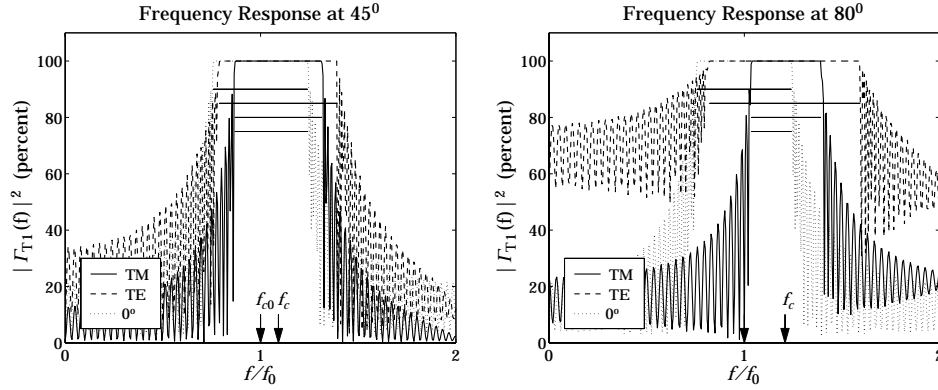 Frequency Response at 45⁰
100
80
60
40
20
0
| Γ_T1(f) | ² (percent)
TM
TE
0º
f_c0
f_c
0
1
2
f/f_0
Frequency Response at 80⁰
100
80
60
40
20
0
| Γ_T1(f) | ² (percent)
TM
TE
0º
f_c
0
1
2
f/f_0